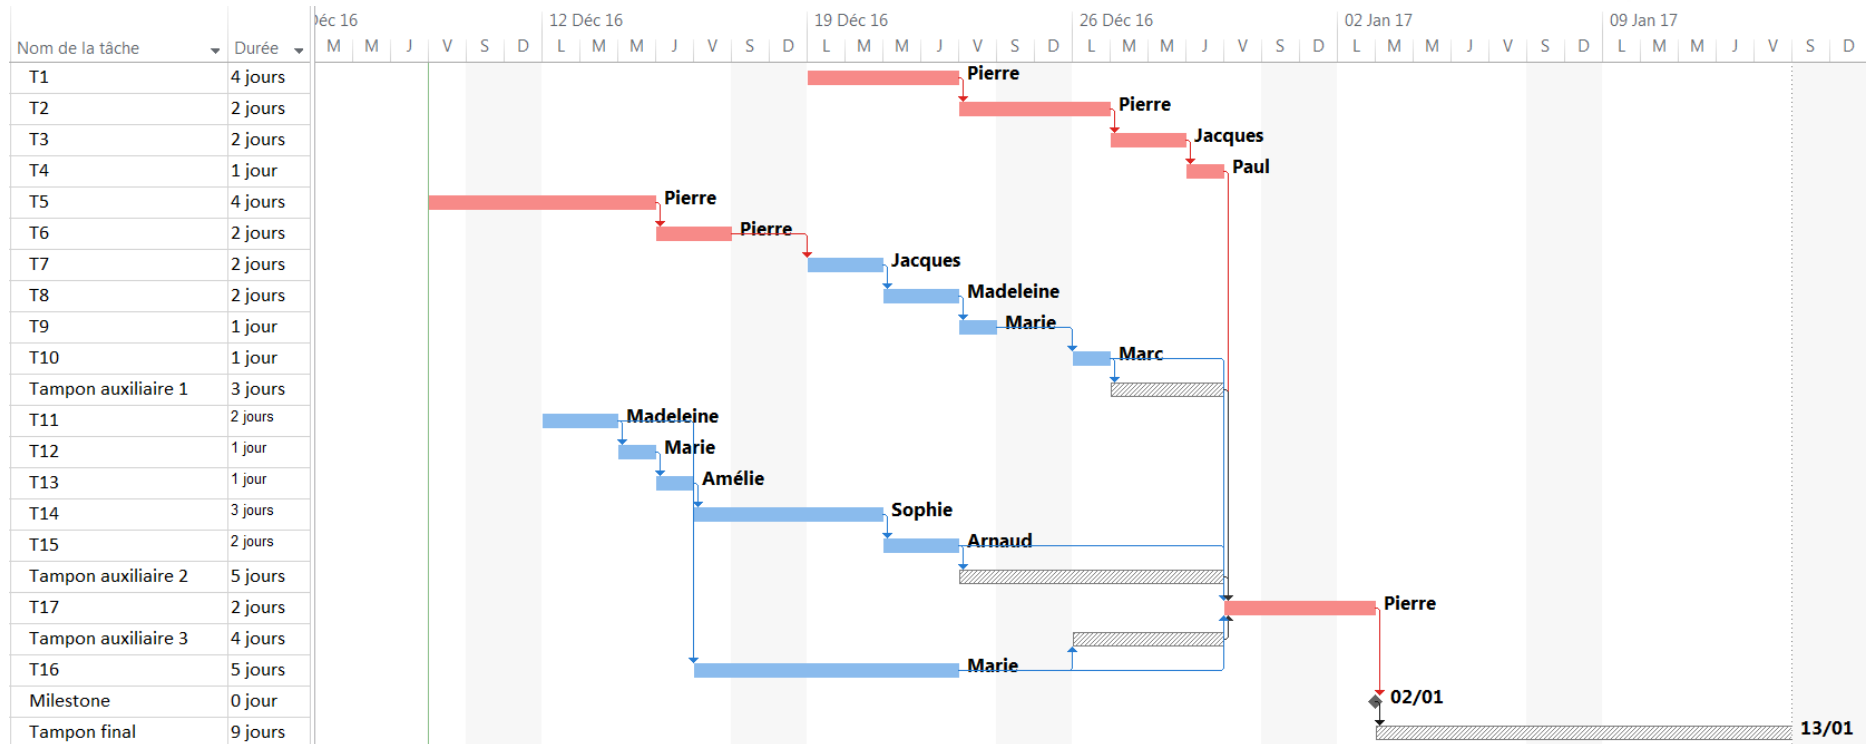 Déc 16 12 Déc 16 19 Déc 16 26 Déc 16 02 Jan 17 09 Jan 17
Nom de la tâche Durée M M J V S D L M M J V S D L M M J V S D L M M J V S D L M M J V S D L M M J V S D
T1 4 jours Pierre
T2 2 jours Pierre
T3 2 jours Jacques
T4 1 jour Paul
T5 4 jours Pierre
T6 2 jours Pierre
T7 2 jours Jacques
T8 2 jours Madeleine
T9 1 jour Marie
T10 1 jour Marc
Tampon auxiliaire 1 3 jours
T11 2 jours Madeleine
T12 1 jour Marie
T13 1 jour Amélie
T14 3 jours Sophie
T15 2 jours Arnaud
Tampon auxiliaire 2 5 jours
T17 2 jours Pierre
Tampon auxiliaire 3 4 jours
T16 5 jours Marie
Milestone 0 jour 02/01
Tampon final 9 jours 13/01